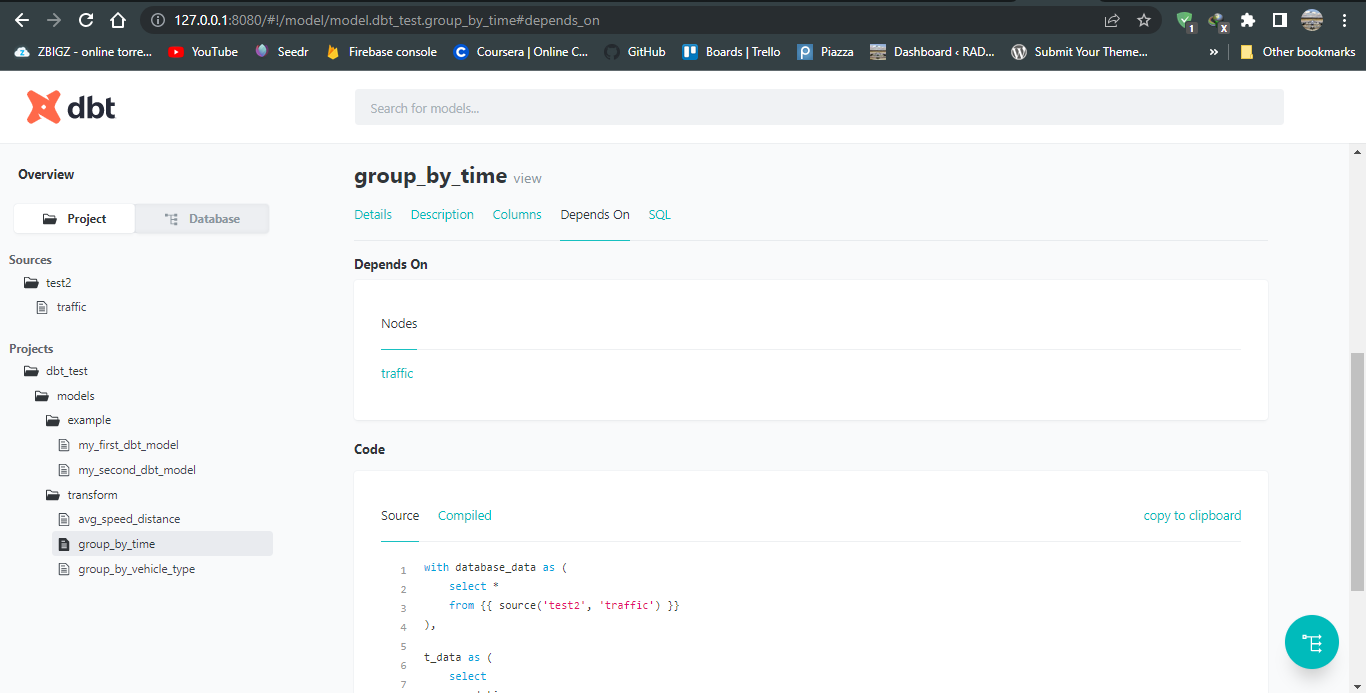 127.0.0.1:8080/#!/model/model.dbt_test.group_by_time#depends_on
1
x
ZBIGZ - online torre...
YouTube
Seedr
Firebase console
Coursera | Online C...
GitHub
Boards | Trello
Piazza
Dashboard ‹ RAD...
Submit Your Theme...
»
Other bookmarks
dbt
Search for models...
Overview
Project
Database
Sources
test2
traffic
Projects
dbt_test
models
example
my_first_dbt_model
my_second_dbt_model
transform
avg_speed_distance
group_by_time
group_by_vehicle_type
group_by_time view
Details
Description
Columns
Depends On
SQL
Depends On
Nodes
traffic
Code
Source
Compiled
copy to clipboard
1 with database_data as (
2 select *
3 from {{ source('test2', 'traffic') }}
4 ),
5
6 t_data as (
7 select